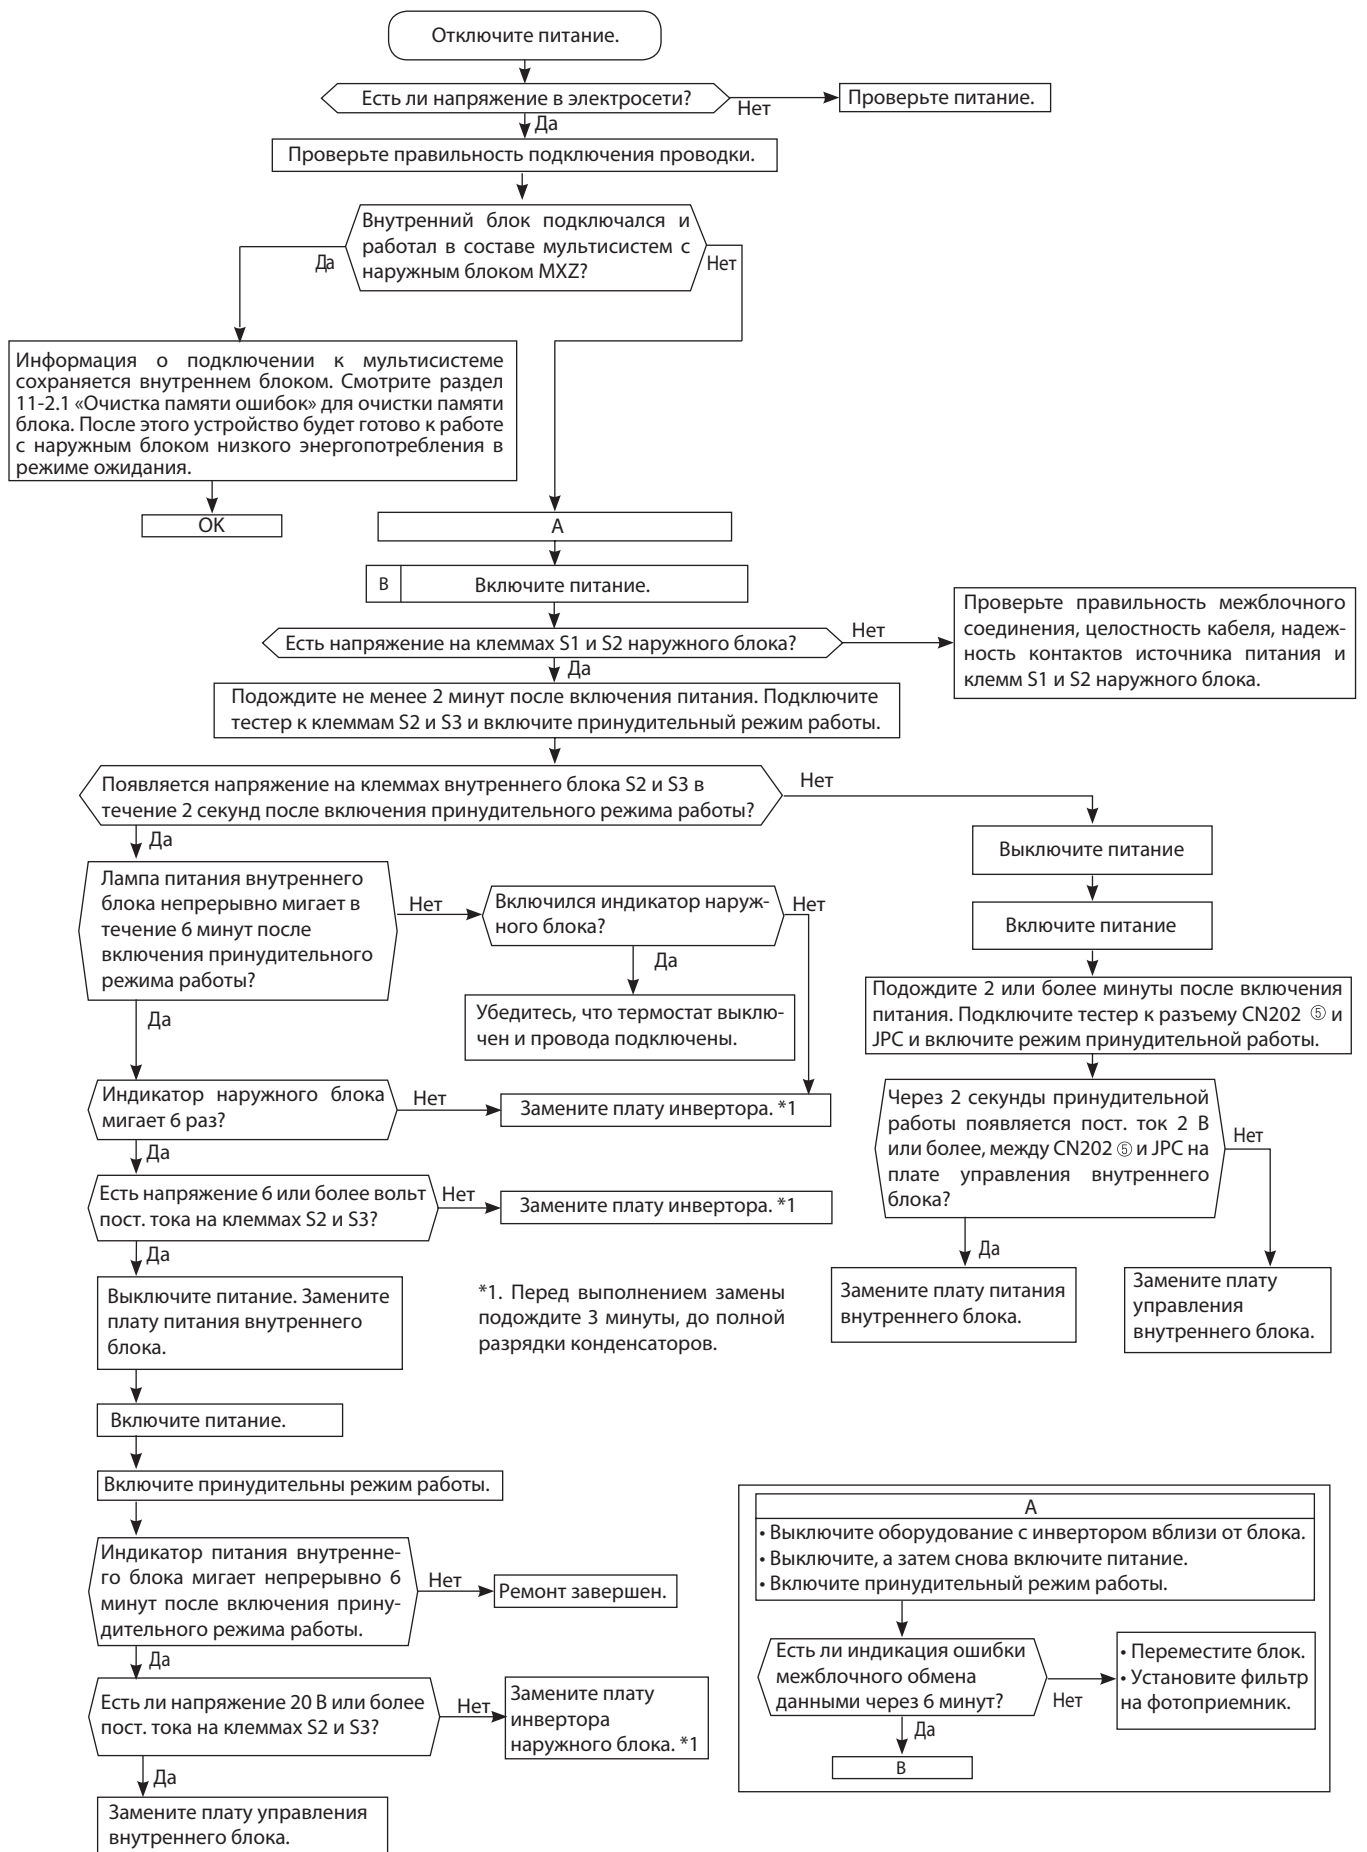 Отключите питание.
Есть ли напряжение в электросети?
Нет
Проверьте питание.
Да
Проверьте правильность подключения проводки.
Внутренний блок подключался и
работал в составе мультисистем с
наружным блоком MXZ?
Да
Нет
Информация о подключении к мультисистеме
сохраняется внутреннем блоком. Смотрите раздел
11-2.1 «Очистка памяти ошибок» для очистки памяти
блока. После этого устройство будет готово к работе
с наружным блоком низкого энергопотребления в
режиме ожидания.
OK
A
B
Включите питание.
Есть напряжение на клеммах S1 и S2 наружного блока?
Нет
Проверьте правильность межблочного
соединения, целостность кабеля, надеж-
ность контактов источника питания и
клемм S1 и S2 наружного блока.
Да
Подождите не менее 2 минут после включения питания. Подключите
тестер к клеммам S2 и S3 и включите принудительный режим работы.
Появляется напряжение на клеммах внутреннего блока S2 и S3 в
течение 2 секунд после включения принудительного режима работы?
Нет
Да
Выключите питание
Включите питание
Подождите 2 или более минуты после включения
питания. Подключите тестер к разъему CN202 ⑤ и
JPC и включите режим принудительной работы.
Через 2 секунды принудительной
работы появляется пост. ток 2 В
или более, между CN202 ⑤ и JPC на
плате управления внутреннего
блока?
Нет
Да
Замените плату питания
внутреннего блока.
Замените плату
управления
внутреннего блока.
Лампа питания внутреннего
блока непрерывно мигает в
течение 6 минут после
включения принудительного
режима работы?
Нет
Включился индикатор наруж-
ного блока?
Нет
Да
Убедитесь, что термостат выклю-
чен и провода подключены.
Да
Индикатор наружного блока
мигает 6 раз?
Нет
Замените плату инвертора. *1
Да
Есть напряжение 6 или более вольт
пост. тока на клеммах S2 и S3?
Нет
Замените плату инвертора. *1
Да
Выключите питание. Замените
плату питания внутреннего
блока.
*1. Перед выполнением замены
подождите 3 минуты, до полной
разрядки конденсаторов.
Включите питание.
Включите принудительны режим работы.
Индикатор питания внутренне-
го блока мигает непрерывно 6
минут после включения прину-
дительного режима работы.
Нет
Ремонт завершен.
Да
Есть ли напряжение 20 В или более
пост. тока на клеммах S2 и S3?
Нет
Замените плату
инвертора
наружного блока. *1
Да
Замените плату управления
внутреннего блока.
A
• Выключите оборудование с инвертором вблизи от блока.
• Выключите, а затем снова включите питание.
• Включите принудительный режим работы.
Есть ли индикация ошибки
межблочного обмена
данными через 6 минут?
Нет
• Переместите блок.
• Установите фильтр
на фотоприемник.
Да
B